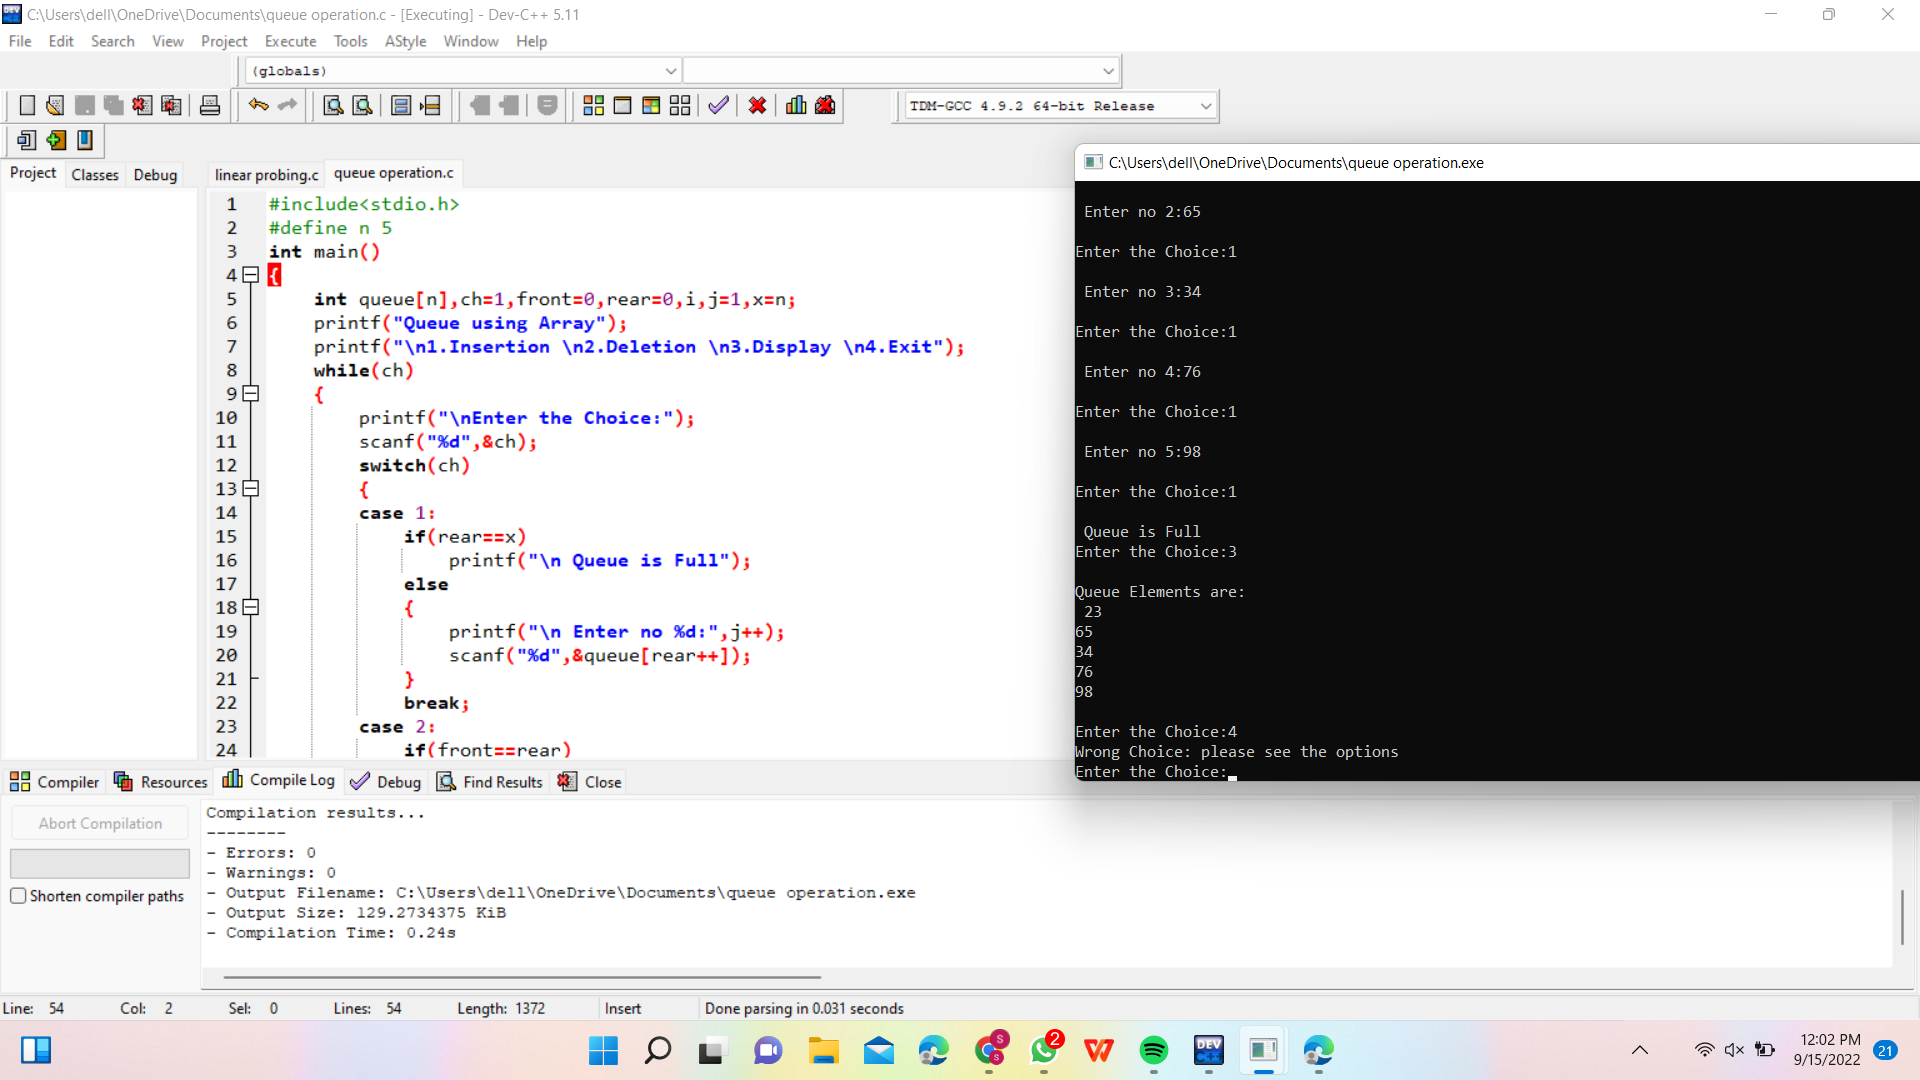 C:\Users\dell\OneDrive\Documents\queue operation.c - [Executing] - Dev-C++ 5.11
File Edit Search View Project Execute Tools AStyle Window Help
(globals)
TDM-GCC 4.9.2 64-bit Release
Project Classes Debug
linear probing.c queue operation.c
1 #include<stdio.h>
2 #define n 5
3 int main()
4 {
5 int queue[n],ch=1,front=0,rear=0,i,j=1,x=n;
6 printf("Queue using Array");
7 printf("\n1.Insertion \n2.Deletion \n3.Display \n4.Exit");
8 while(ch)
9 {
10 printf("\nEnter the Choice:");
11 scanf("%d",&ch);
12 switch(ch)
13 {
14 case 1:
15 if(rear==x)
16 printf("\n Queue is Full");
17 else
18 {
19 printf("\n Enter no %d:",j++);
20 scanf("%d",&queue[rear++]);
21 }
22 break;
23 case 2:
24 if(front==rear)
C:\Users\dell\OneDrive\Documents\queue operation.exe
Enter no 2:65
Enter the Choice:1
Enter no 3:34
Enter the Choice:1
Enter no 4:76
Enter the Choice:1
Enter no 5:98
Enter the Choice:1
Queue is Full
Enter the Choice:3
Queue Elements are:
23
65
34
76
98
Enter the Choice:4
Wrong Choice: please see the options
Enter the Choice:
Compiler Resources Compile Log Debug Find Results Close
Abort Compilation
Shorten compiler paths
Compilation results...
--------
- Errors: 0
- Warnings: 0
- Output Filename: C:\Users\dell\OneDrive\Documents\queue operation.exe
- Output Size: 129.2734375 KiB
- Compilation Time: 0.24s
Line: 54 Col: 2 Sel: 0 Lines: 54 Length: 1372 Insert Done parsing in 0.031 seconds
S
S
2
DEV
C++
12:02 PM
9/15/2022
21